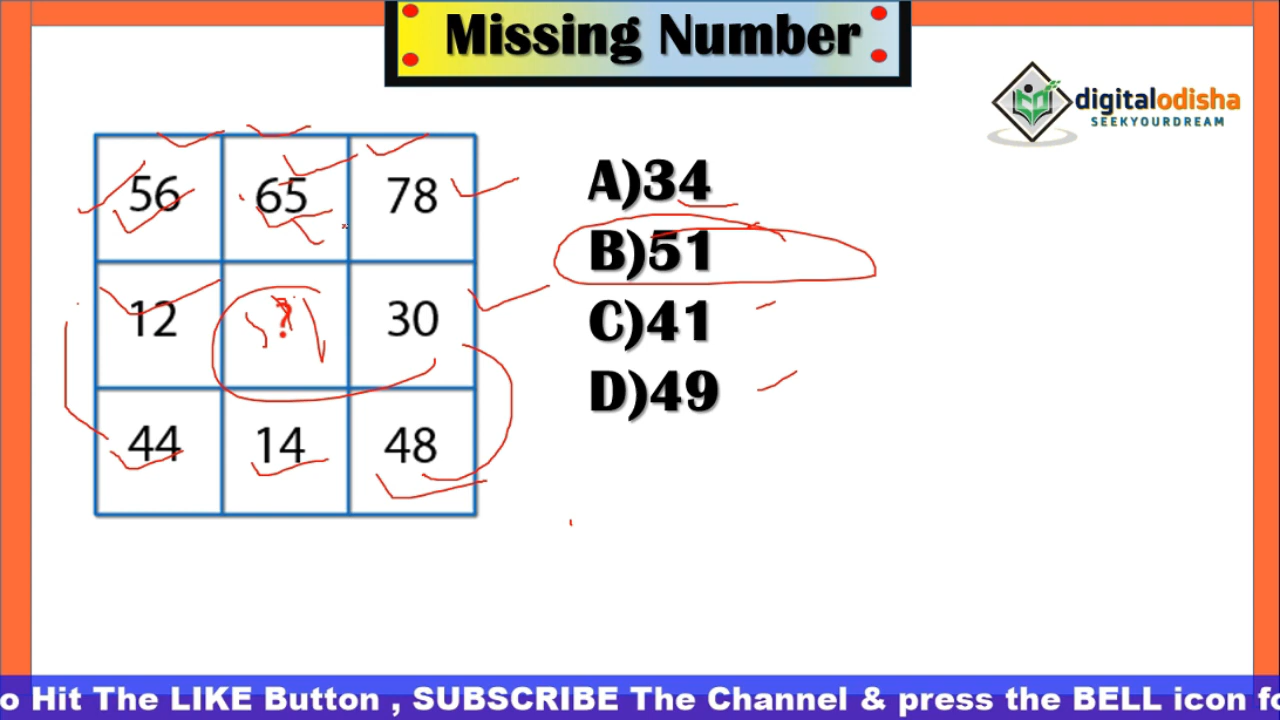 Missing Number
digitalodisha
SEEKYOURDREAM
56 65 78
12 ? 30
44 14 48
A)34
B)51
C)41
D)49
o Hit The LIKE Button , SUBSCRIBE The Channel & press the BELL icon fo